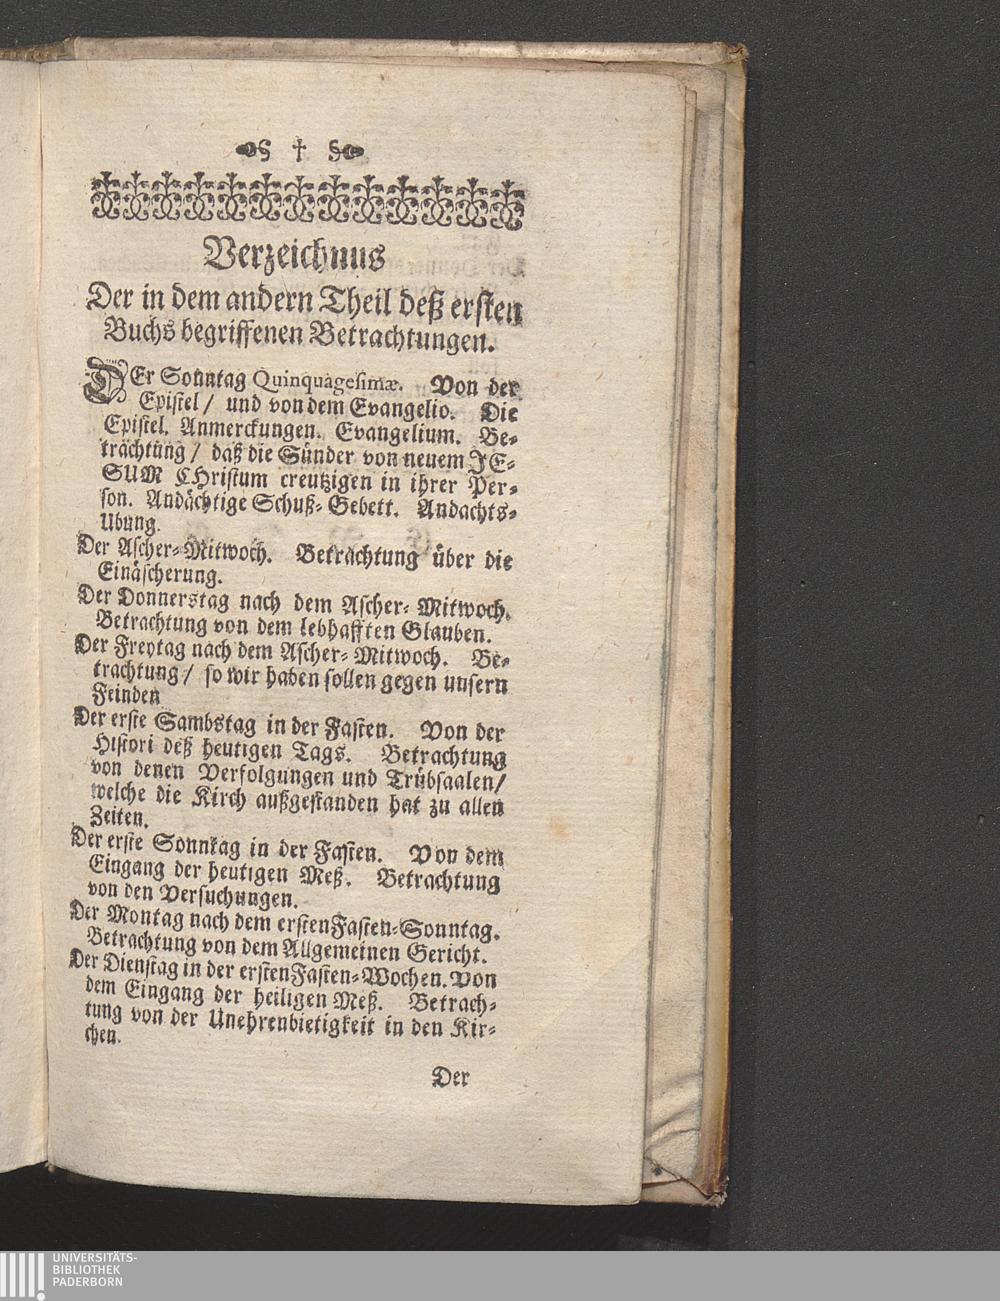 § † §
Verzeichnus
Der in dem andern Theil deß ersten
Buchs begriffenen Betrachtungen.
DEr Sonntag Quinquagesimæ. Von der
Epistel / und von dem Evangelio. Die
Epistel. Anmerckungen. Evangelium. Be-
trachtung / daß die Sünder von neuem JE-
SUM CHristum creutzigen in ihrer Per-
son. Andächtige Schuß-Gebett. Andachts-
Ubung.
Der Ascher-Mitwoch. Betrachtung über die
Einäscherung.
Der Donnerstag nach dem Ascher-Mitwoch.
Betrachtung von dem lebhafften Glauben.
Der Freytag nach dem Ascher-Mitwoch. Be-
trachtung / so wir haben sollen gegen unsern
Feinden
Der erste Sambstag in der Fasten. Von der
Histori deß heutigen Tags. Betrachtung
von denen Verfolgungen und Trübsaalen /
welche die Kirch außgestanden hat zu allen
Zeiten.
Der erste Sonntag in der Fasten. Von dem
Eingang der heutigen Meß. Betrachtung
von den Versuchungen.
Der Montag nach dem ersten Fasten-Sonntag.
Betrachtung von dem Allgemeinen Gericht.
Der Dienstag in der ersten Fasten-Wochen. Von
dem Eingang der heiligen Meß. Betrach-
tung von der Unehrenbietigkeit in den Kir-
chen.
Der
UNIVERSITÄTS-
BIBLIOTHEK
PADERBORN